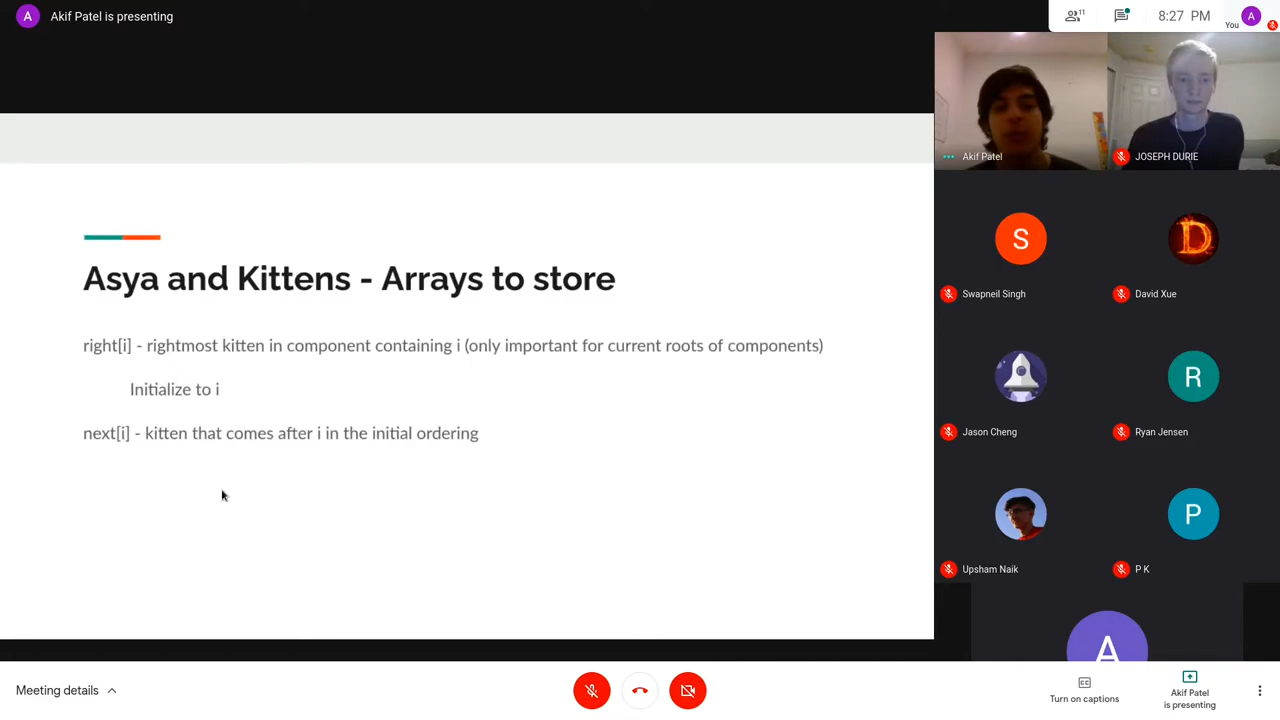 A Akif Patel is presenting
11
8:27 PM
You
A
Asya and Kittens - Arrays to store
right[i] - rightmost kitten in component containing i (only important for current roots of components)
Initialize to i
next[i] - kitten that comes after i in the initial ordering
Akif Patel
JOSEPH DURIE
S
D
Swapneil Singh
David Xue
R
Jason Cheng
Ryan Jensen
P
Upsham Naik
P K
A
Meeting details
CC
Turn on captions
Akif Patel
is presenting